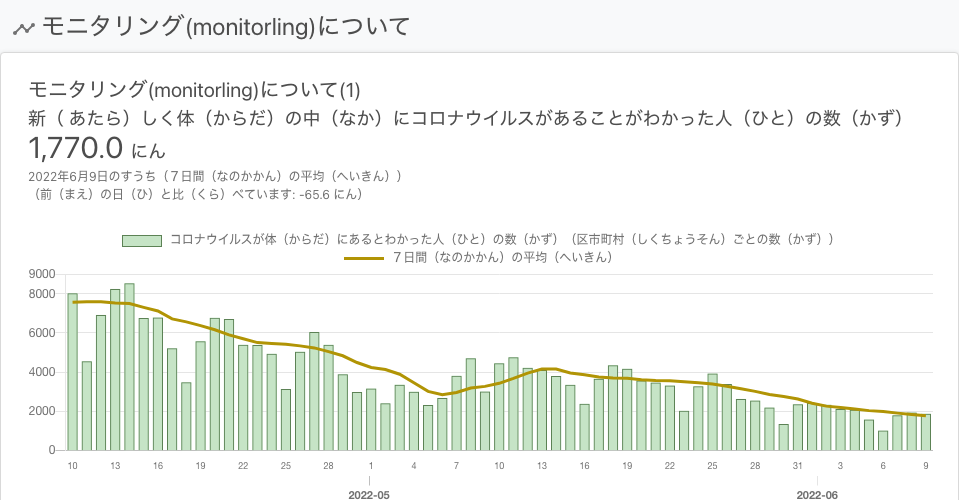 モニタリング(monitorling)について
モニタリング(monitorling)について(1)
新（ あたら）しく体（からだ）の中（なか）にコロナウイルスがあることがわかった人（ひと）の数（かず）
1,770.0 にん
2022年6月9日のすうち（７日間（なのかかん）の平均（へいきん））
（前（まえ）の日（ひ）と比（くら）べています: -65.6 にん）
コロナウイルスが体（からだ）にあるとわかった人（ひと）の数（かず）（区市町村（しくちょうそん）ごとの数（かず））
７日間（なのかかん）の平均（へいきん）
9000
8000
6000
4000
2000
0
10 13 16 19 22 25 28 1 4 7 10 13 16 19 22 25 28 31 3 6 9
2022-05 2022-06